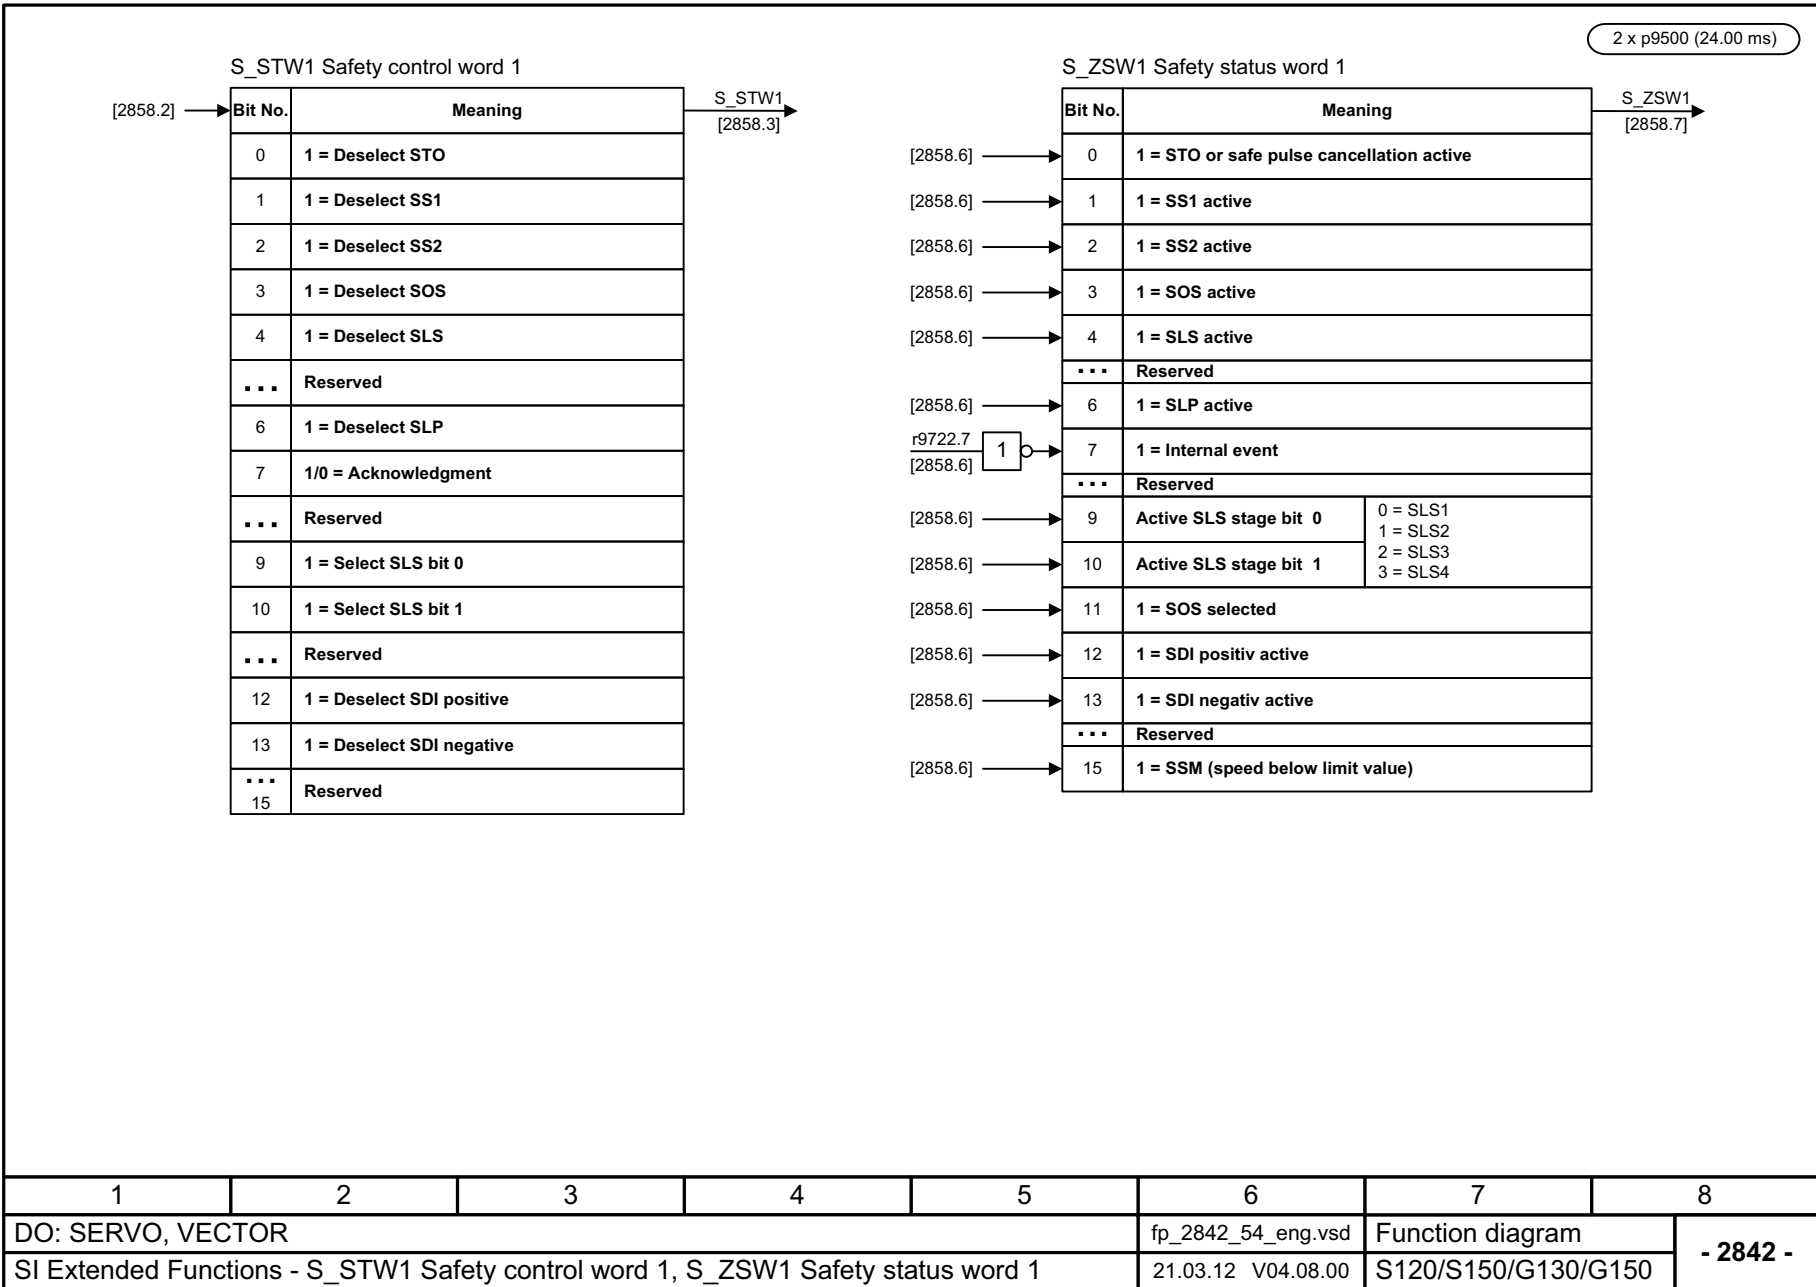 2 x p9500 (24.00 ms)
S_STW1 Safety control word 1
[2858.2]
Bit No. Meaning
S_STW1
[2858.3]
0 1 = Deselect STO
1 1 = Deselect SS1
2 1 = Deselect SS2
3 1 = Deselect SOS
4 1 = Deselect SLS
... Reserved
6 1 = Deselect SLP
7 1/0 = Acknowledgment
... Reserved
9 1 = Select SLS bit 0
10 1 = Select SLS bit 1
... Reserved
12 1 = Deselect SDI positive
13 1 = Deselect SDI negative
...
15 Reserved
S_ZSW1 Safety status word 1
Bit No. Meaning
S_ZSW1
[2858.7]
[2858.6] 0 1 = STO or safe pulse cancellation active
[2858.6] 1 1 = SS1 active
[2858.6] 2 1 = SS2 active
[2858.6] 3 1 = SOS active
[2858.6] 4 1 = SLS active
... Reserved
[2858.6] 6 1 = SLP active
r9722.7
[2858.6] 1 7 1 = Internal event
... Reserved
[2858.6] 9 Active SLS stage bit 0
[2858.6] 10 Active SLS stage bit 1
0 = SLS1
1 = SLS2
2 = SLS3
3 = SLS4
[2858.6] 11 1 = SOS selected
[2858.6] 12 1 = SDI positiv active
[2858.6] 13 1 = SDI negativ active
... Reserved
[2858.6] 15 1 = SSM (speed below limit value)
1 2 3 4 5 6 7 8
DO: SERVO, VECTOR
fp_2842_54_eng.vsd
Function diagram
- 2842 -
SI Extended Functions - S_STW1 Safety control word 1, S_ZSW1 Safety status word 1
21.03.12 V04.08.00
S120/S150/G130/G150